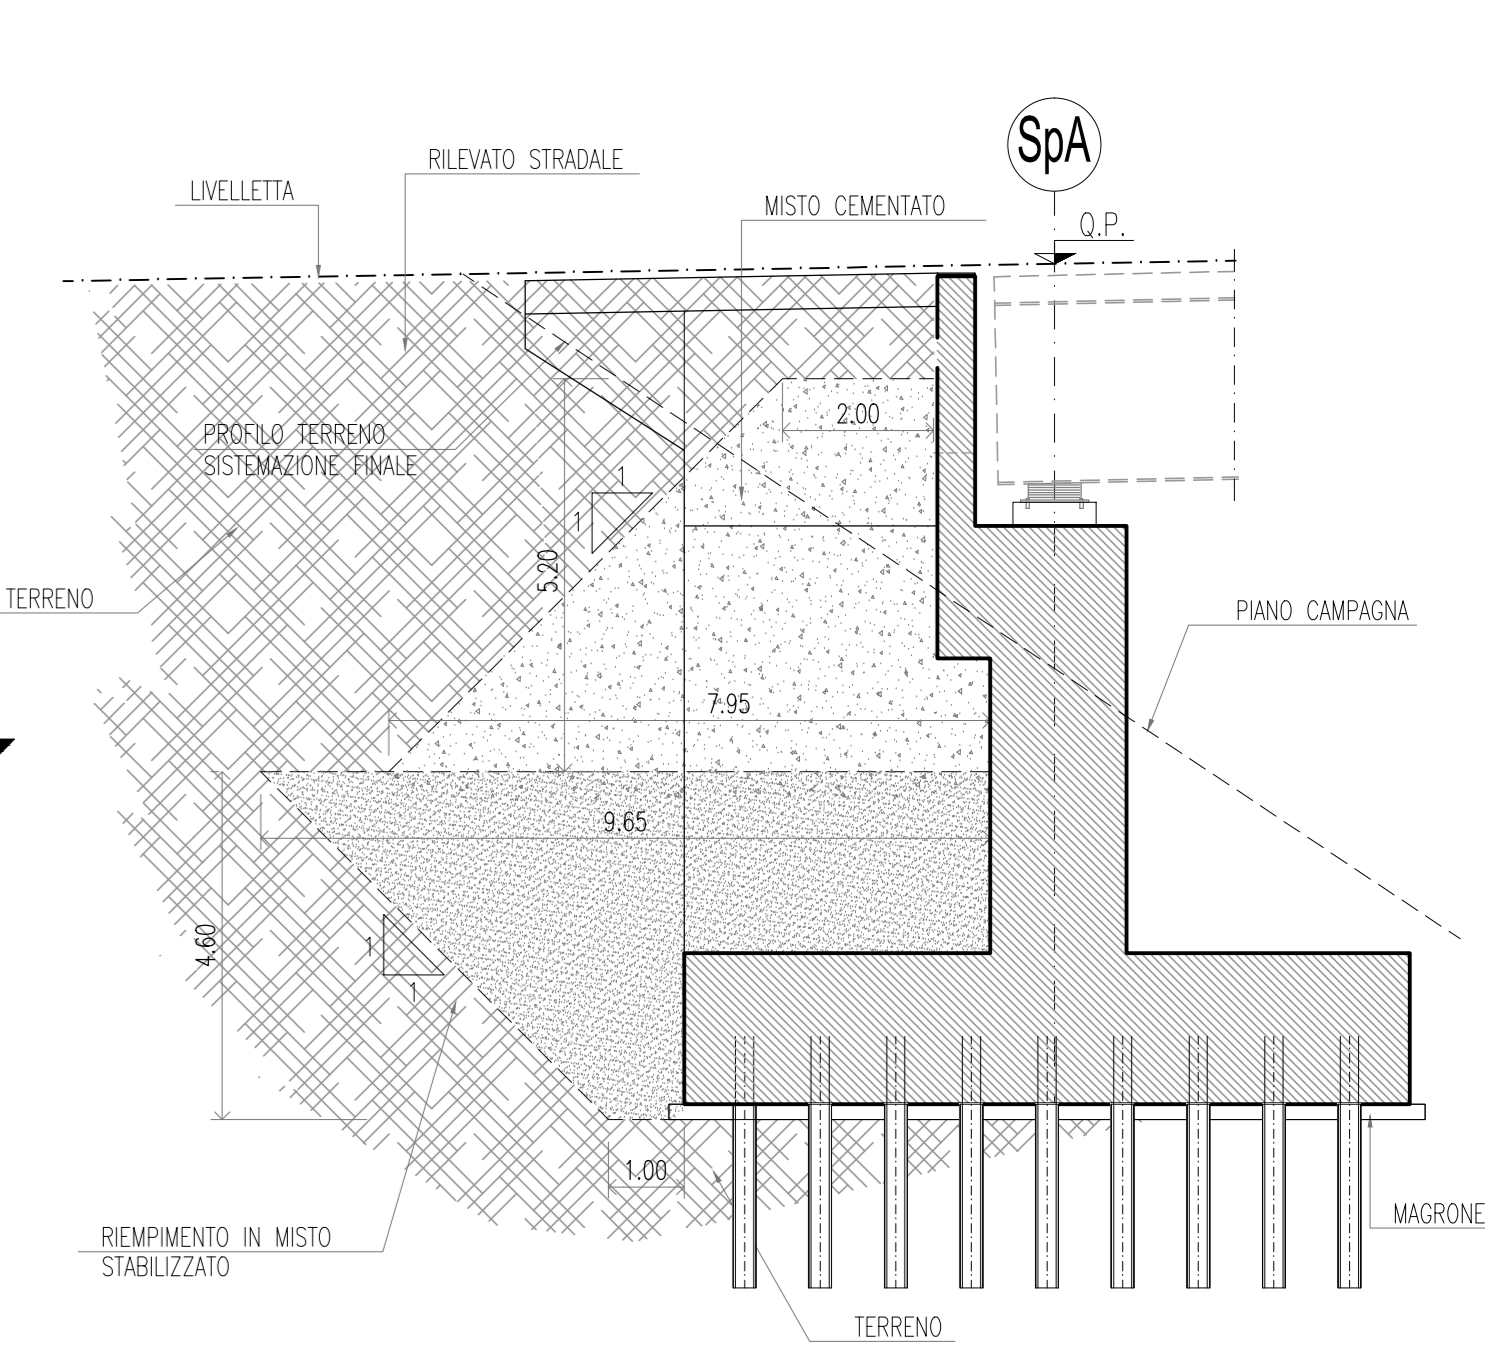 SpA
RILEVATO STRADALE
LIVELLETTA
MISTO CEMENTATO
Q.P.
2.00
PROFILO TERRENO
SISTEMAZIONE FINALE
1
1
5.20
TERRENO
PIANO CAMPAGNA
7.95
9.65
4.60
1
1
1.00
MAGRONE
RIEMPIMENTO IN MISTO
STABILIZZATO
TERRENO